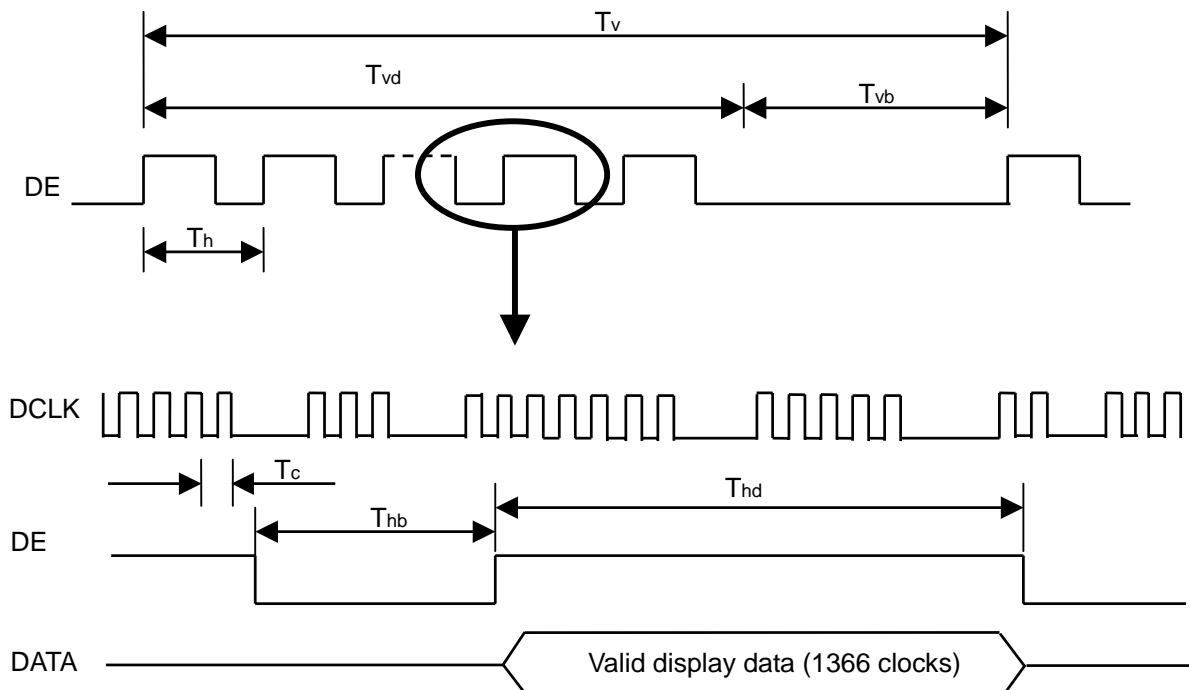 Tv
Tvd
Tvb
DE
Th
DCLK
Tc
Thd
Thb
DE
DATA
Valid display data (1366 clocks)